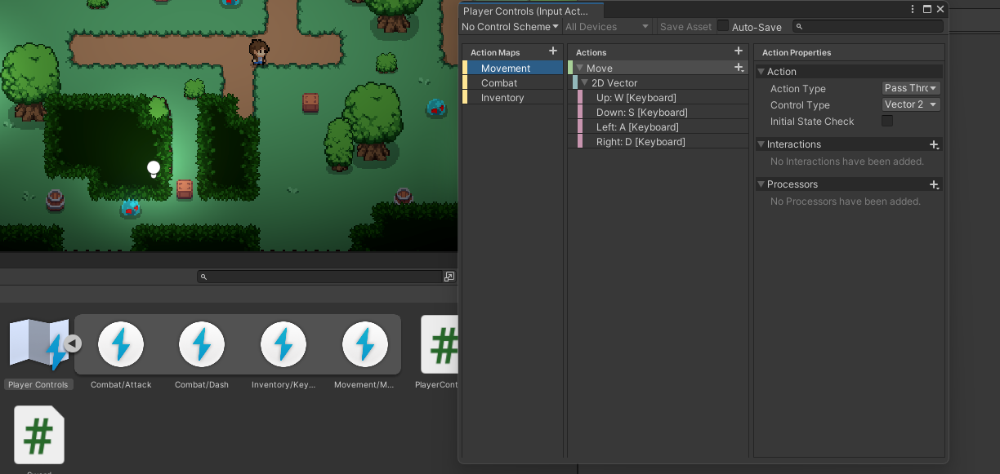 Player Controls (Input Act...
No Control Scheme
All Devices
Save Asset
Auto-Save
Action Maps
+
Movement
Combat
Inventory
Actions
+
Move
+
2D Vector
Up: W [Keyboard]
Down: S [Keyboard]
Left: A [Keyboard]
Right: D [Keyboard]
Action Properties
Action
Action Type
Pass Thr
Control Type
Vector 2
Initial State Check
Interactions
+
No Interactions have been added.
Processors
+
No Processors have been added.
Player Controls
Combat/Attack
Combat/Dash
Inventory/Key...
Movement/M...
PlayerCont
#
#